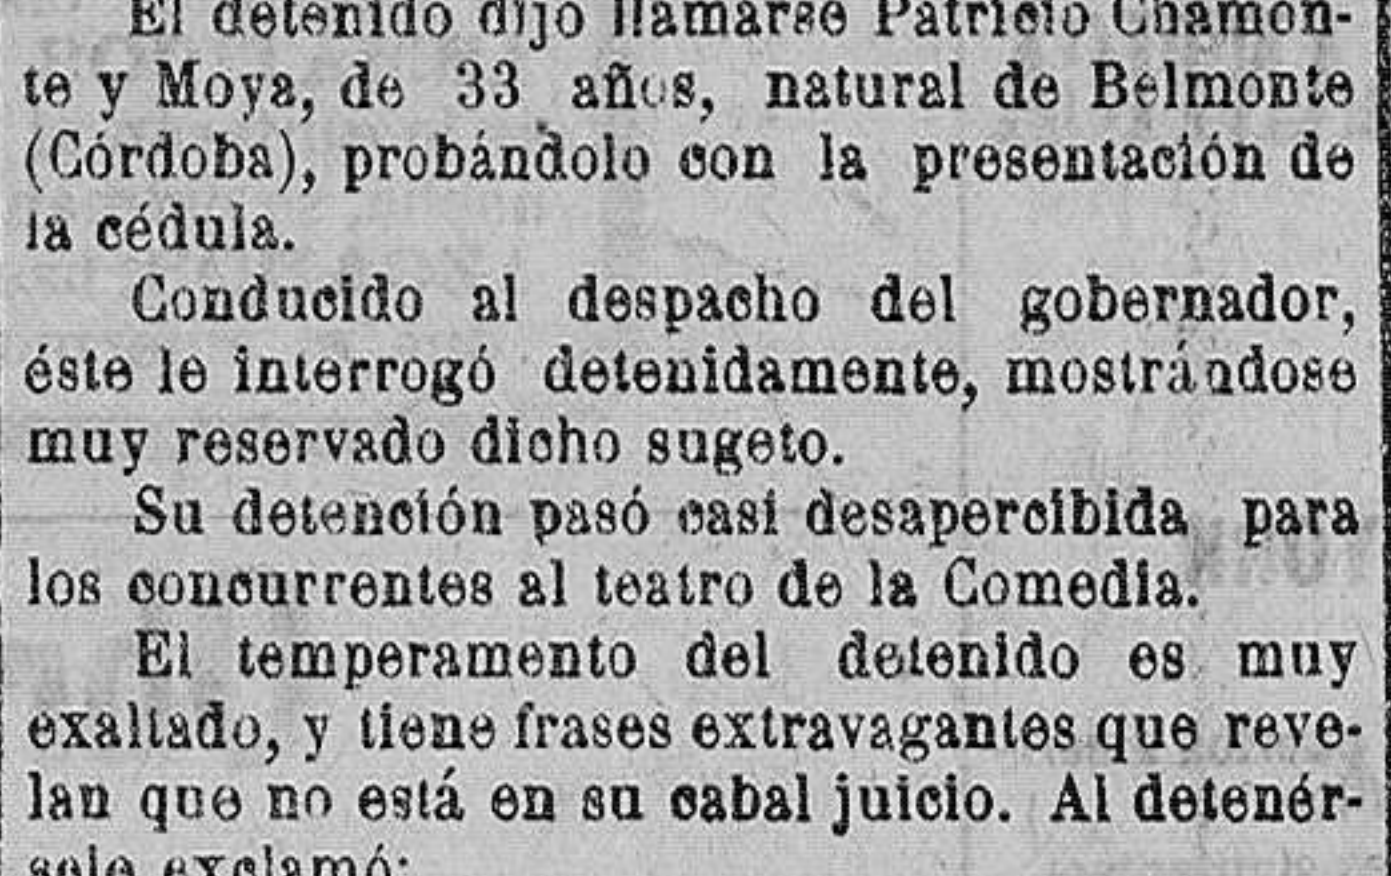 El detenido dijo llamarse Patricio Chamon-
te y Moya, de 33 años, natural de Belmonte
(Córdoba), probándolo con la presentación de
la cédula.
Conducido al despacho del gobernador,
éste le interrogó detenidamente, mostrándose
muy reservado dicho sugeto.
Su detención pasó casi desapercibida para
los concurrentes al teatro de la Comedia.
El temperamento del detenido es muy
exaltado, y tiene frases extravagantes que reve-
lan que no está en su cabal juicio. Al detenér-
sele exclamó: